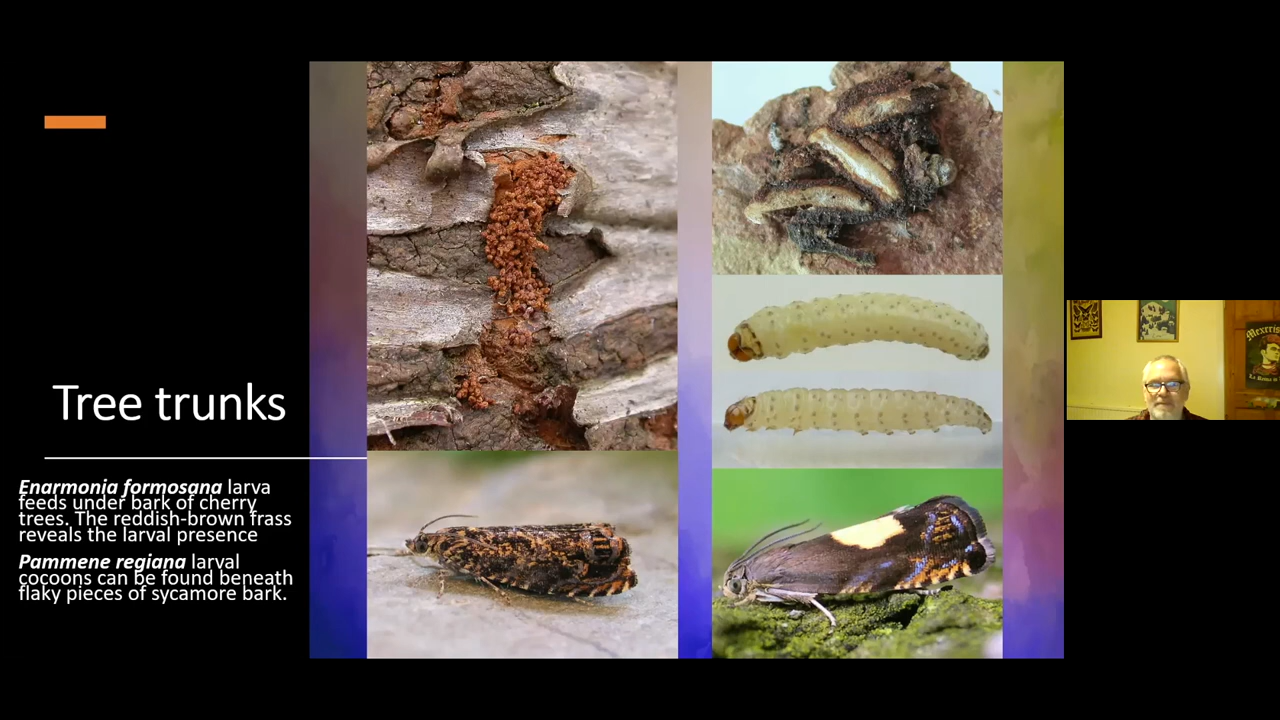 Tree trunks
Enarmonia formosana larva
feeds under bark of cherry
trees. The reddish-brown frass
reveals the larval presence
Pammene regiana larval
cocoons can be found beneath
flaky pieces of sycamore bark.